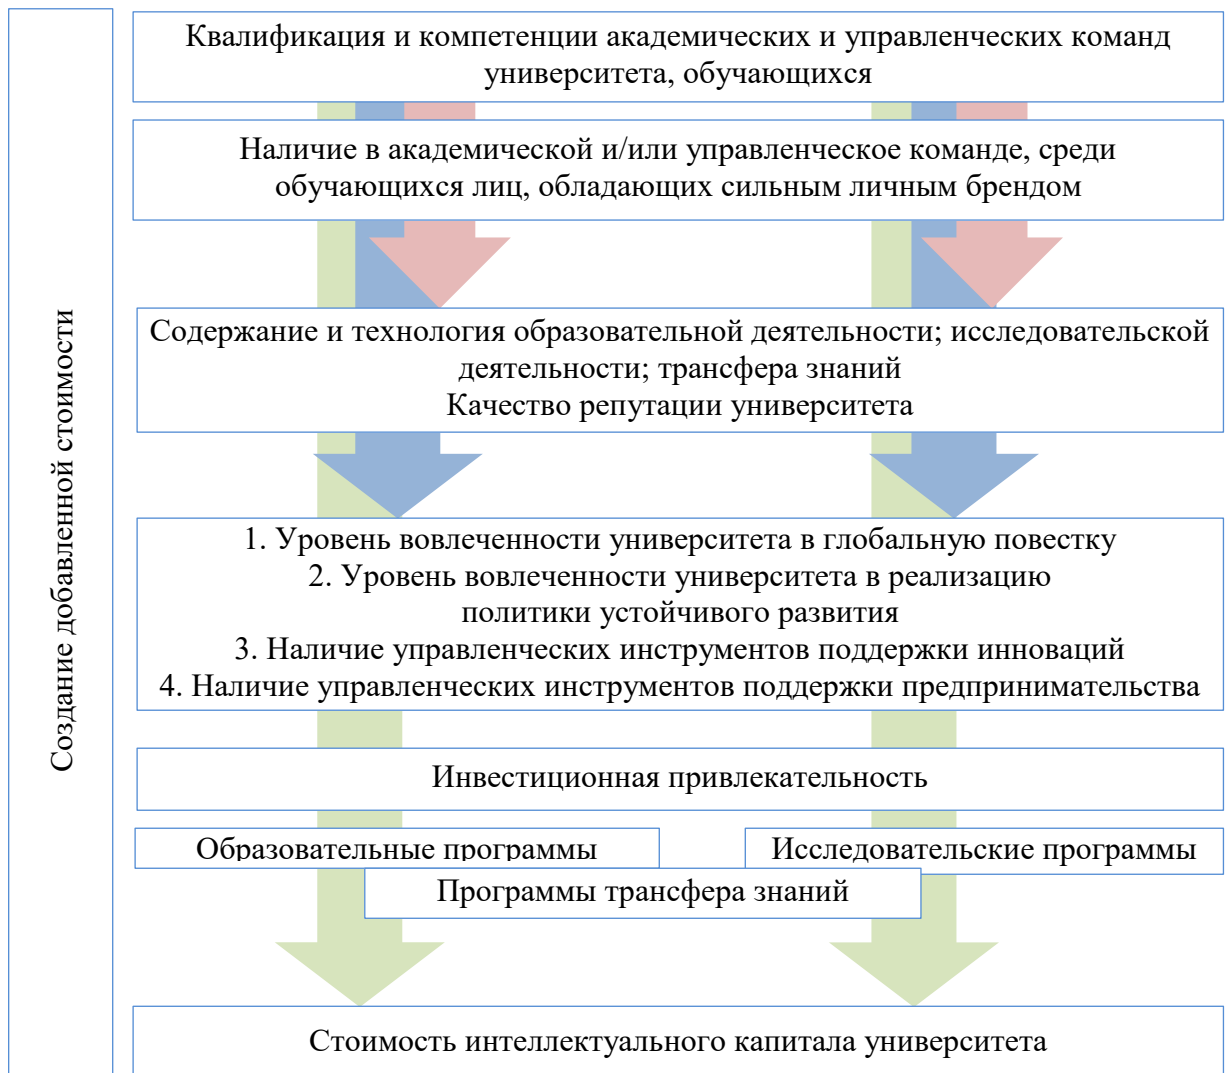 Создание добавленной стоимости
Квалификация и компетенции академических и управленческих команд
университета, обучающихся
Наличие в академической и/или управленческое команде, среди
обучающихся лиц, обладающих сильным личным брендом
Содержание и технология образовательной деятельности; исследовательской
деятельности; трансфера знаний
Качество репутации университета
1. Уровень вовлеченности университета в глобальную повестку
2. Уровень вовлеченности университета в реализацию
политики устойчивого развития
3. Наличие управленческих инструментов поддержки инноваций
4. Наличие управленческих инструментов поддержки предпринимательства
Инвестиционная привлекательность
Образовательные программы
Исследовательские программы
Программы трансфера знаний
Стоимость интеллектуального капитала университета